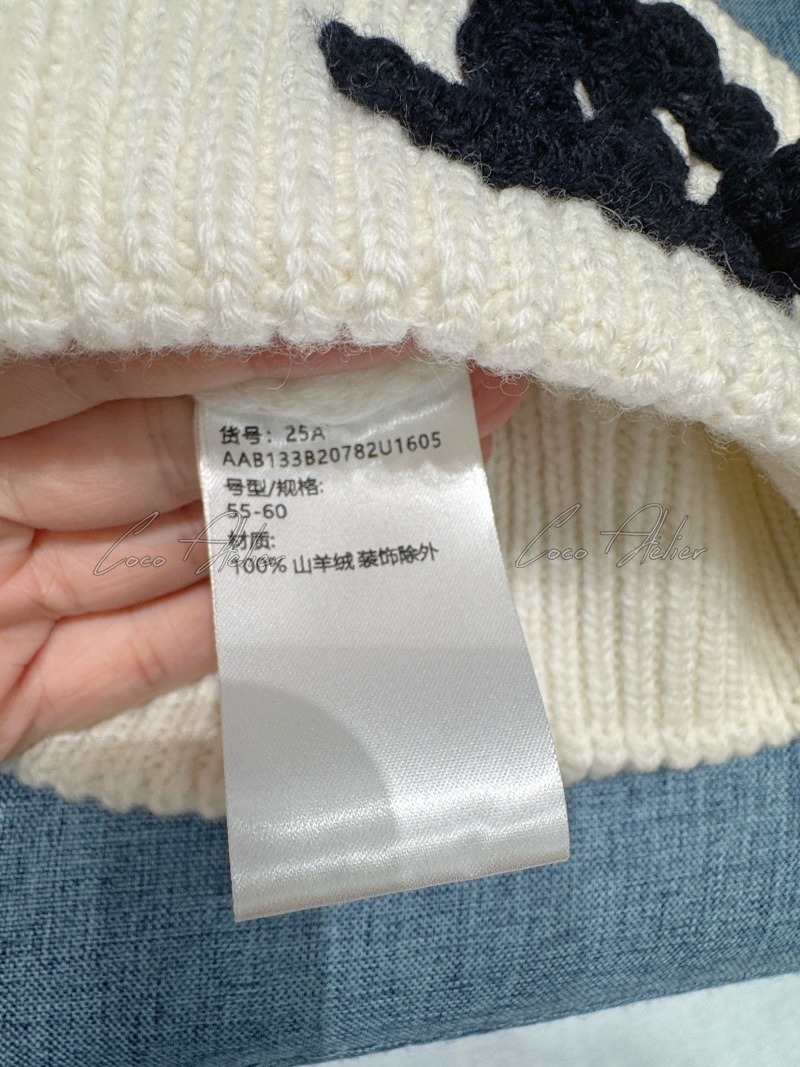 货号：25A
AAB133B20782U1605
号型/规格:
55-60
材质:
100% 山羊绒 装饰除外
Coco Atelier
Coco Atelier